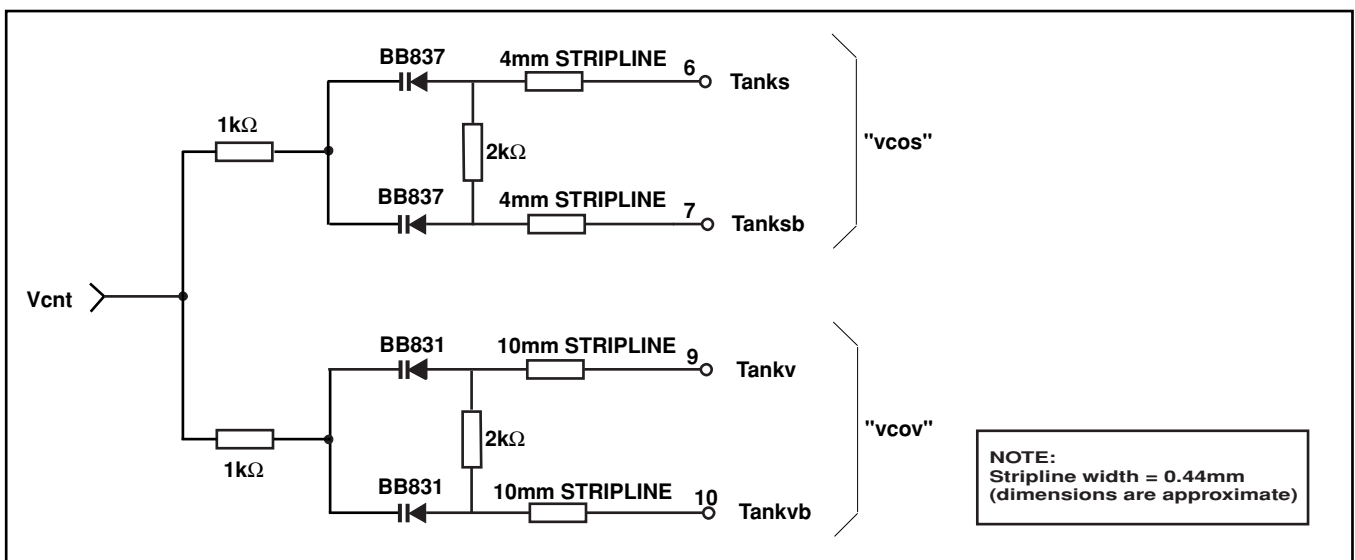 BB837
4mm STRIPLINE
6
Tanks
1kΩ
2kΩ
"vcos"
BB837
4mm STRIPLINE
7
Tanksb
Vcnt
BB831
10mm STRIPLINE
9
Tankv
2kΩ
"vcov"
1kΩ
BB831
10mm STRIPLINE
10
Tankvb
NOTE:
Stripline width = 0.44mm
(dimensions are approximate)